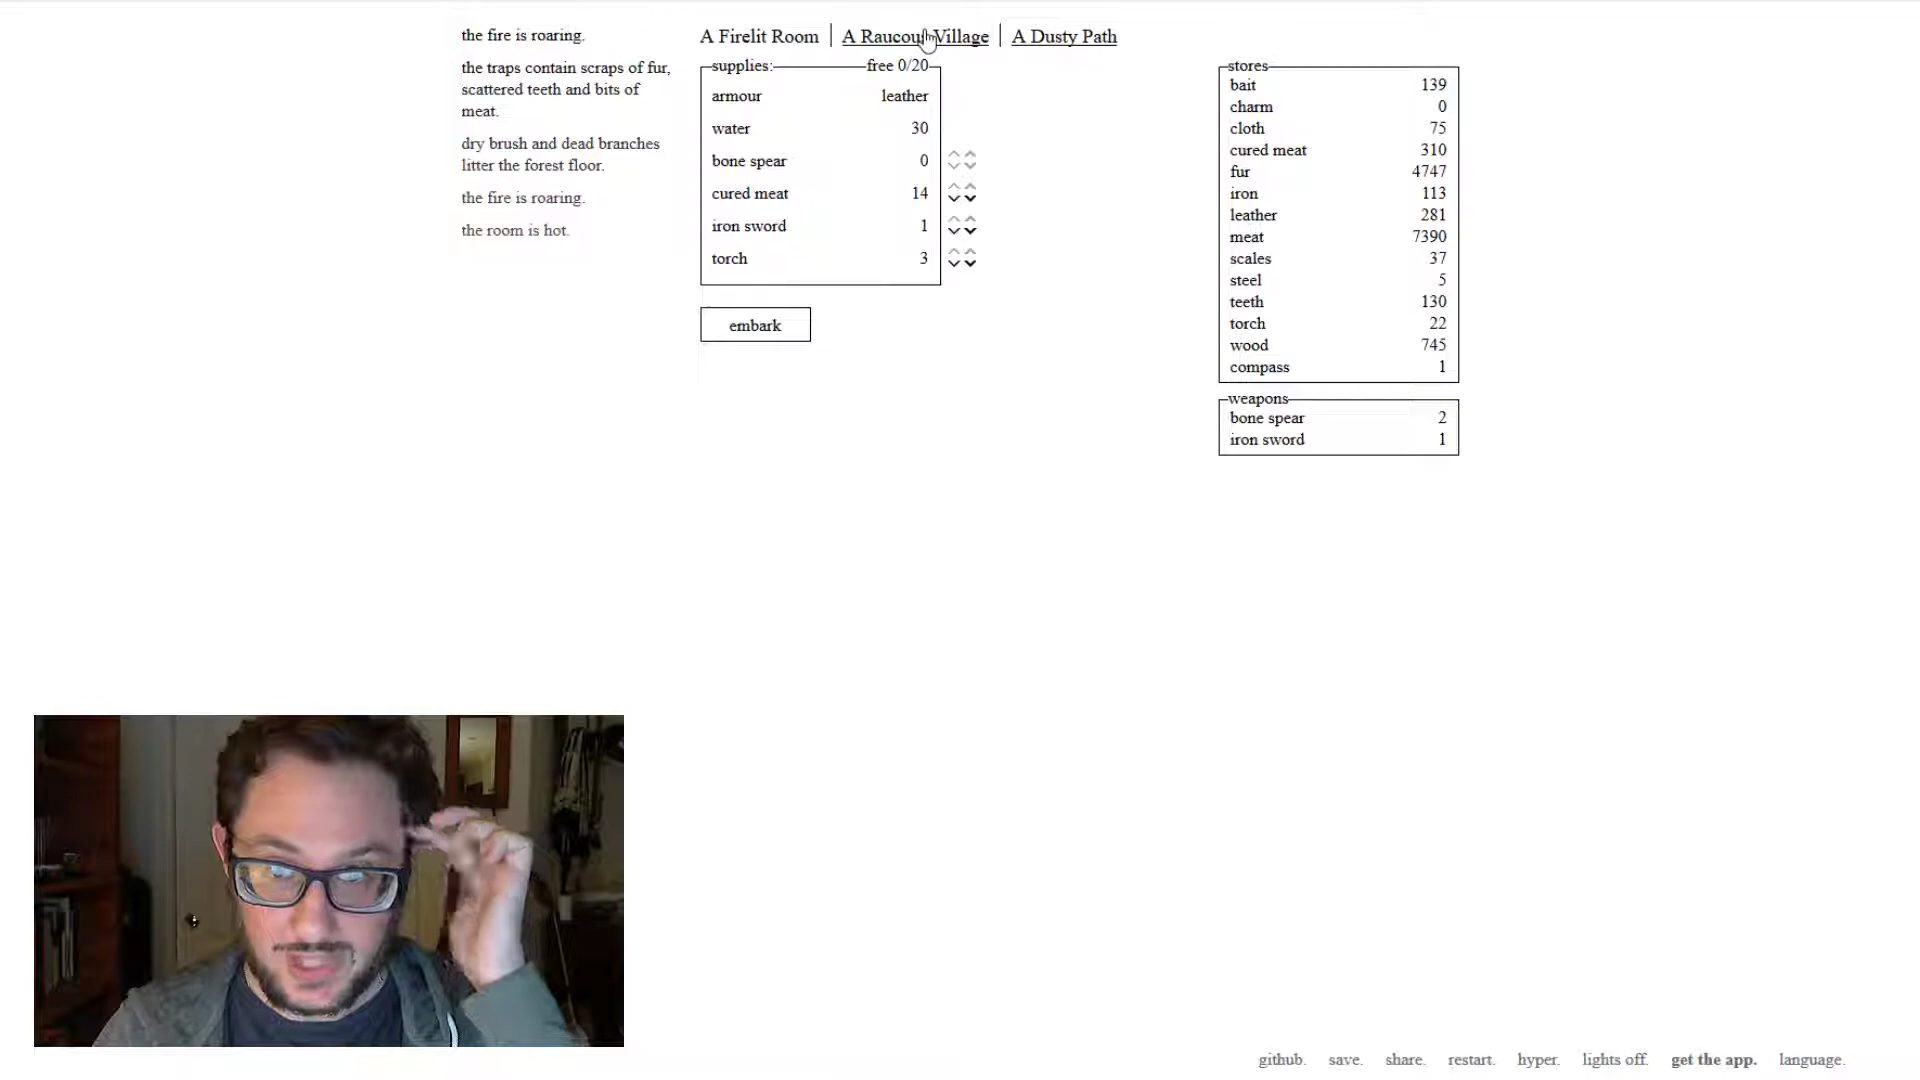 the fire is roaring.
the traps contain scraps of fur,
scattered teeth and bits of
meat.
dry brush and dead branches
litter the forest floor.
the fire is roaring.
the room is hot.
A Firelit Room | A Raucous Village | A Dusty Path
supplies: free 0/20
armour leather
water 30
bone spear 0
cured meat 14
iron sword 1
torch 3
embark
stores
bait 139
charm 0
cloth 75
cured meat 310
fur 4747
iron 113
leather 281
meat 7390
scales 37
steel 5
teeth 130
torch 22
wood 745
compass 1
weapons
bone spear 2
iron sword 1
github. save. share. restart. hyper. lights off. get the app. language.